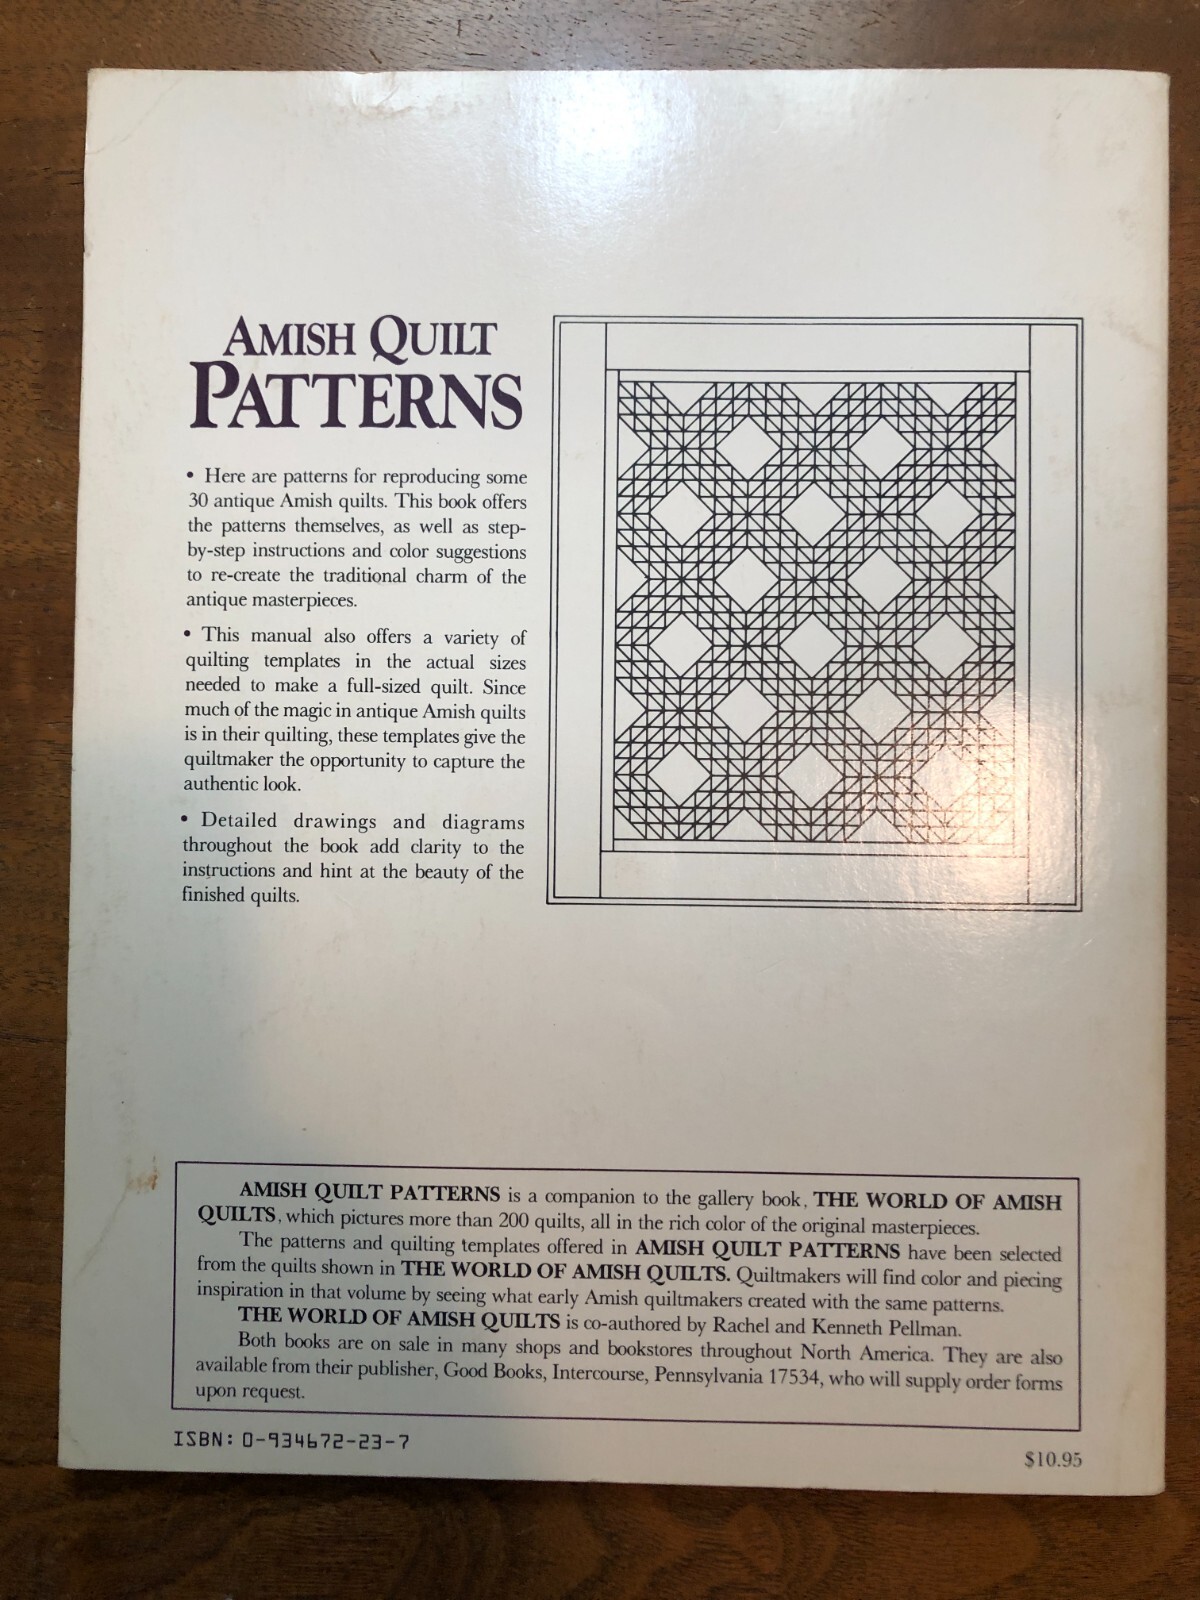 AMISH QUILT
PATTERNS
• Here are patterns for reproducing some
30 antique Amish quilts. This book offers
the patterns themselves, as well as step-
by-step instructions and color suggestions
to re-create the traditional charm of the
antique masterpieces.
• This manual also offers a variety of
quilting templates in the actual sizes
needed to make a full-sized quilt. Since
much of the magic in antique Amish quilts
is in their quilting, these templates give the
quiltmaker the opportunity to capture the
authentic look.
• Detailed drawings and diagrams
throughout the book add clarity to the
instructions and hint at the beauty of the
finished quilts.
AMISH QUILT PATTERNS is a companion to the gallery book, THE WORLD OF AMISH
QUILTS, which pictures more than 200 quilts, all in the rich color of the original masterpieces.
The patterns and quilting templates offered in AMISH QUILT PATTERNS have been selected
from the quilts shown in THE WORLD OF AMISH QUILTS. Quiltmakers will find color and piecing
inspiration in that volume by seeing what early Amish quiltmakers created with the same patterns.
THE WORLD OF AMISH QUILTS is co-authored by Rachel and Kenneth Pellman.
Both books are on sale in many shops and bookstores throughout North America. They are also
available from their publisher, Good Books, Intercourse, Pennsylvania 17534, who will supply order forms
upon request.
ISBN: 0-934672-23-7
$10.95